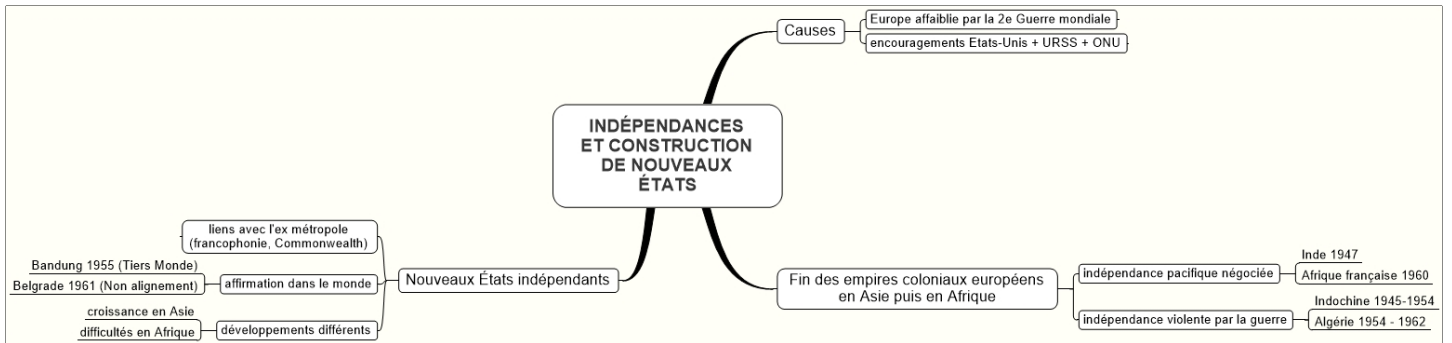 INDÉPENDANCES
ET CONSTRUCTION
DE NOUVEAUX
ÉTATS
Causes
Europe affaiblie par la 2e Guerre mondiale
encouragements Etats-Unis + URSS + ONU
Fin des empires coloniaux européens
en Asie puis en Afrique
indépendance pacifique négociée
Inde 1947
Afrique française 1960
indépendance violente par la guerre
Indochine 1945-1954
Algérie 1954 - 1962
Nouveaux États indépendants
liens avec l'ex métropole
(francophonie, Commonwealth)
affirmation dans le monde
Bandung 1955 (Tiers Monde)
Belgrade 1961 (Non alignement)
développements différents
croissance en Asie
difficultés en Afrique